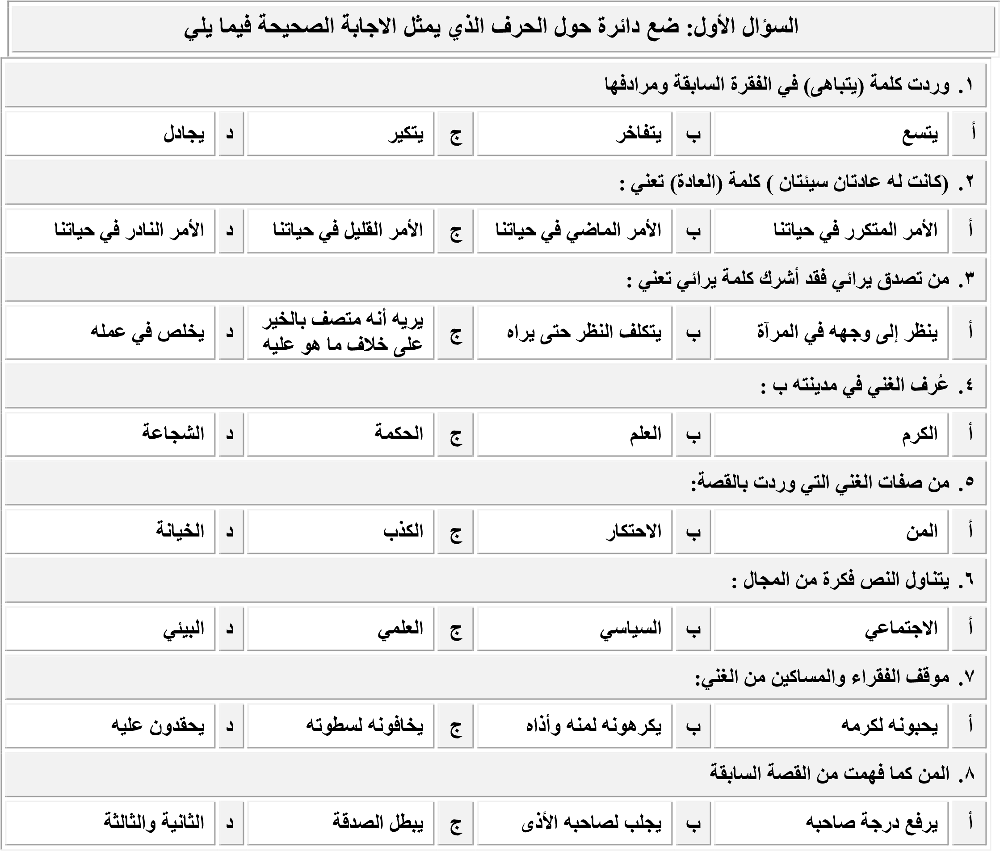 السؤال الأول: ضع دائرة حول الحرف الذي يمثل الاجابة الصحيحة فيما يلي
١. وردت كلمة (يتباهى) في الفقرة السابقة ومرادفها
أ يتسع ب يتفاخر ج يتكير د يجادل
٢. (كانت له عادتان سيئتان ) كلمة (العادة) تعني :
أ الأمر المتكرر في حياتنا ب الأمر الماضي في حياتنا ج الأمر القليل في حياتنا د الأمر النادر في حياتنا
٣. من تصدق يرائي فقد أشرك كلمة يرائي تعني :
أ ينظر إلى وجهه في المرآة ب يتكلف النظر حتى يراه ج يريه أنه متصف بالخير
على خلاف ما هو عليه د يخلص في عمله
٤. عُرف الغني في مدينته ب :
أ الكرم ب العلم ج الحكمة د الشجاعة
٥. من صفات الغني التي وردت بالقصة:
أ المن ب الاحتكار ج الكذب د الخيانة
٦. يتناول النص فكرة من المجال :
أ الاجتماعي ب السياسي ج العلمي د البيئي
٧. موقف الفقراء والمساكين من الغني:
أ يحبونه لكرمه ب يكرهونه لمنه وأذاه ج يخافونه لسطوته د يحقدون عليه
٨. المن كما فهمت من القصة السابقة
أ يرفع درجة صاحبه ب يجلب لصاحبه الأذى ج يبطل الصدقة د الثانية والثالثة